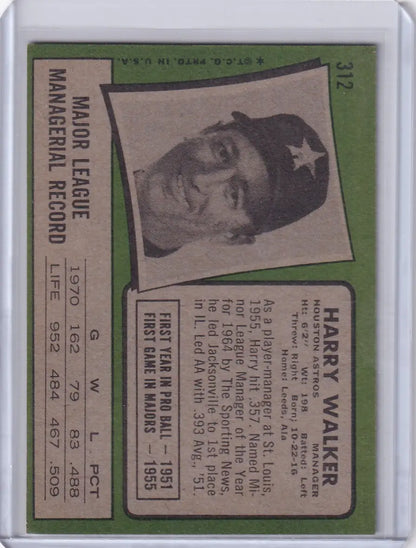 312
HARRY WALKER
HOUSTON ASTROS MANAGER
Ht: 6'2" Wt: 198 Batted: Left
Threw: Right Born: 10-22-16
Home: Leeds, Ala
As a player-manager at St. Louis
1955, Harry hit .357. Named Mi-
nor League Manager of the Year
for 1964 by The Sporting News,
he led Jacksonville to 1st place
in IL. Led AA with .393 Avg., '51.
FIRST YEAR IN PRO BALL — 1951
FIRST GAME IN MAJORS — 1955
*©T.C.G. PRTD. IN U.S.A.
MAJOR LEAGUE
MANAGERIAL RECORD
G W L PCT
1970 162 79 83 .488
LIFE 952 484 467 .509